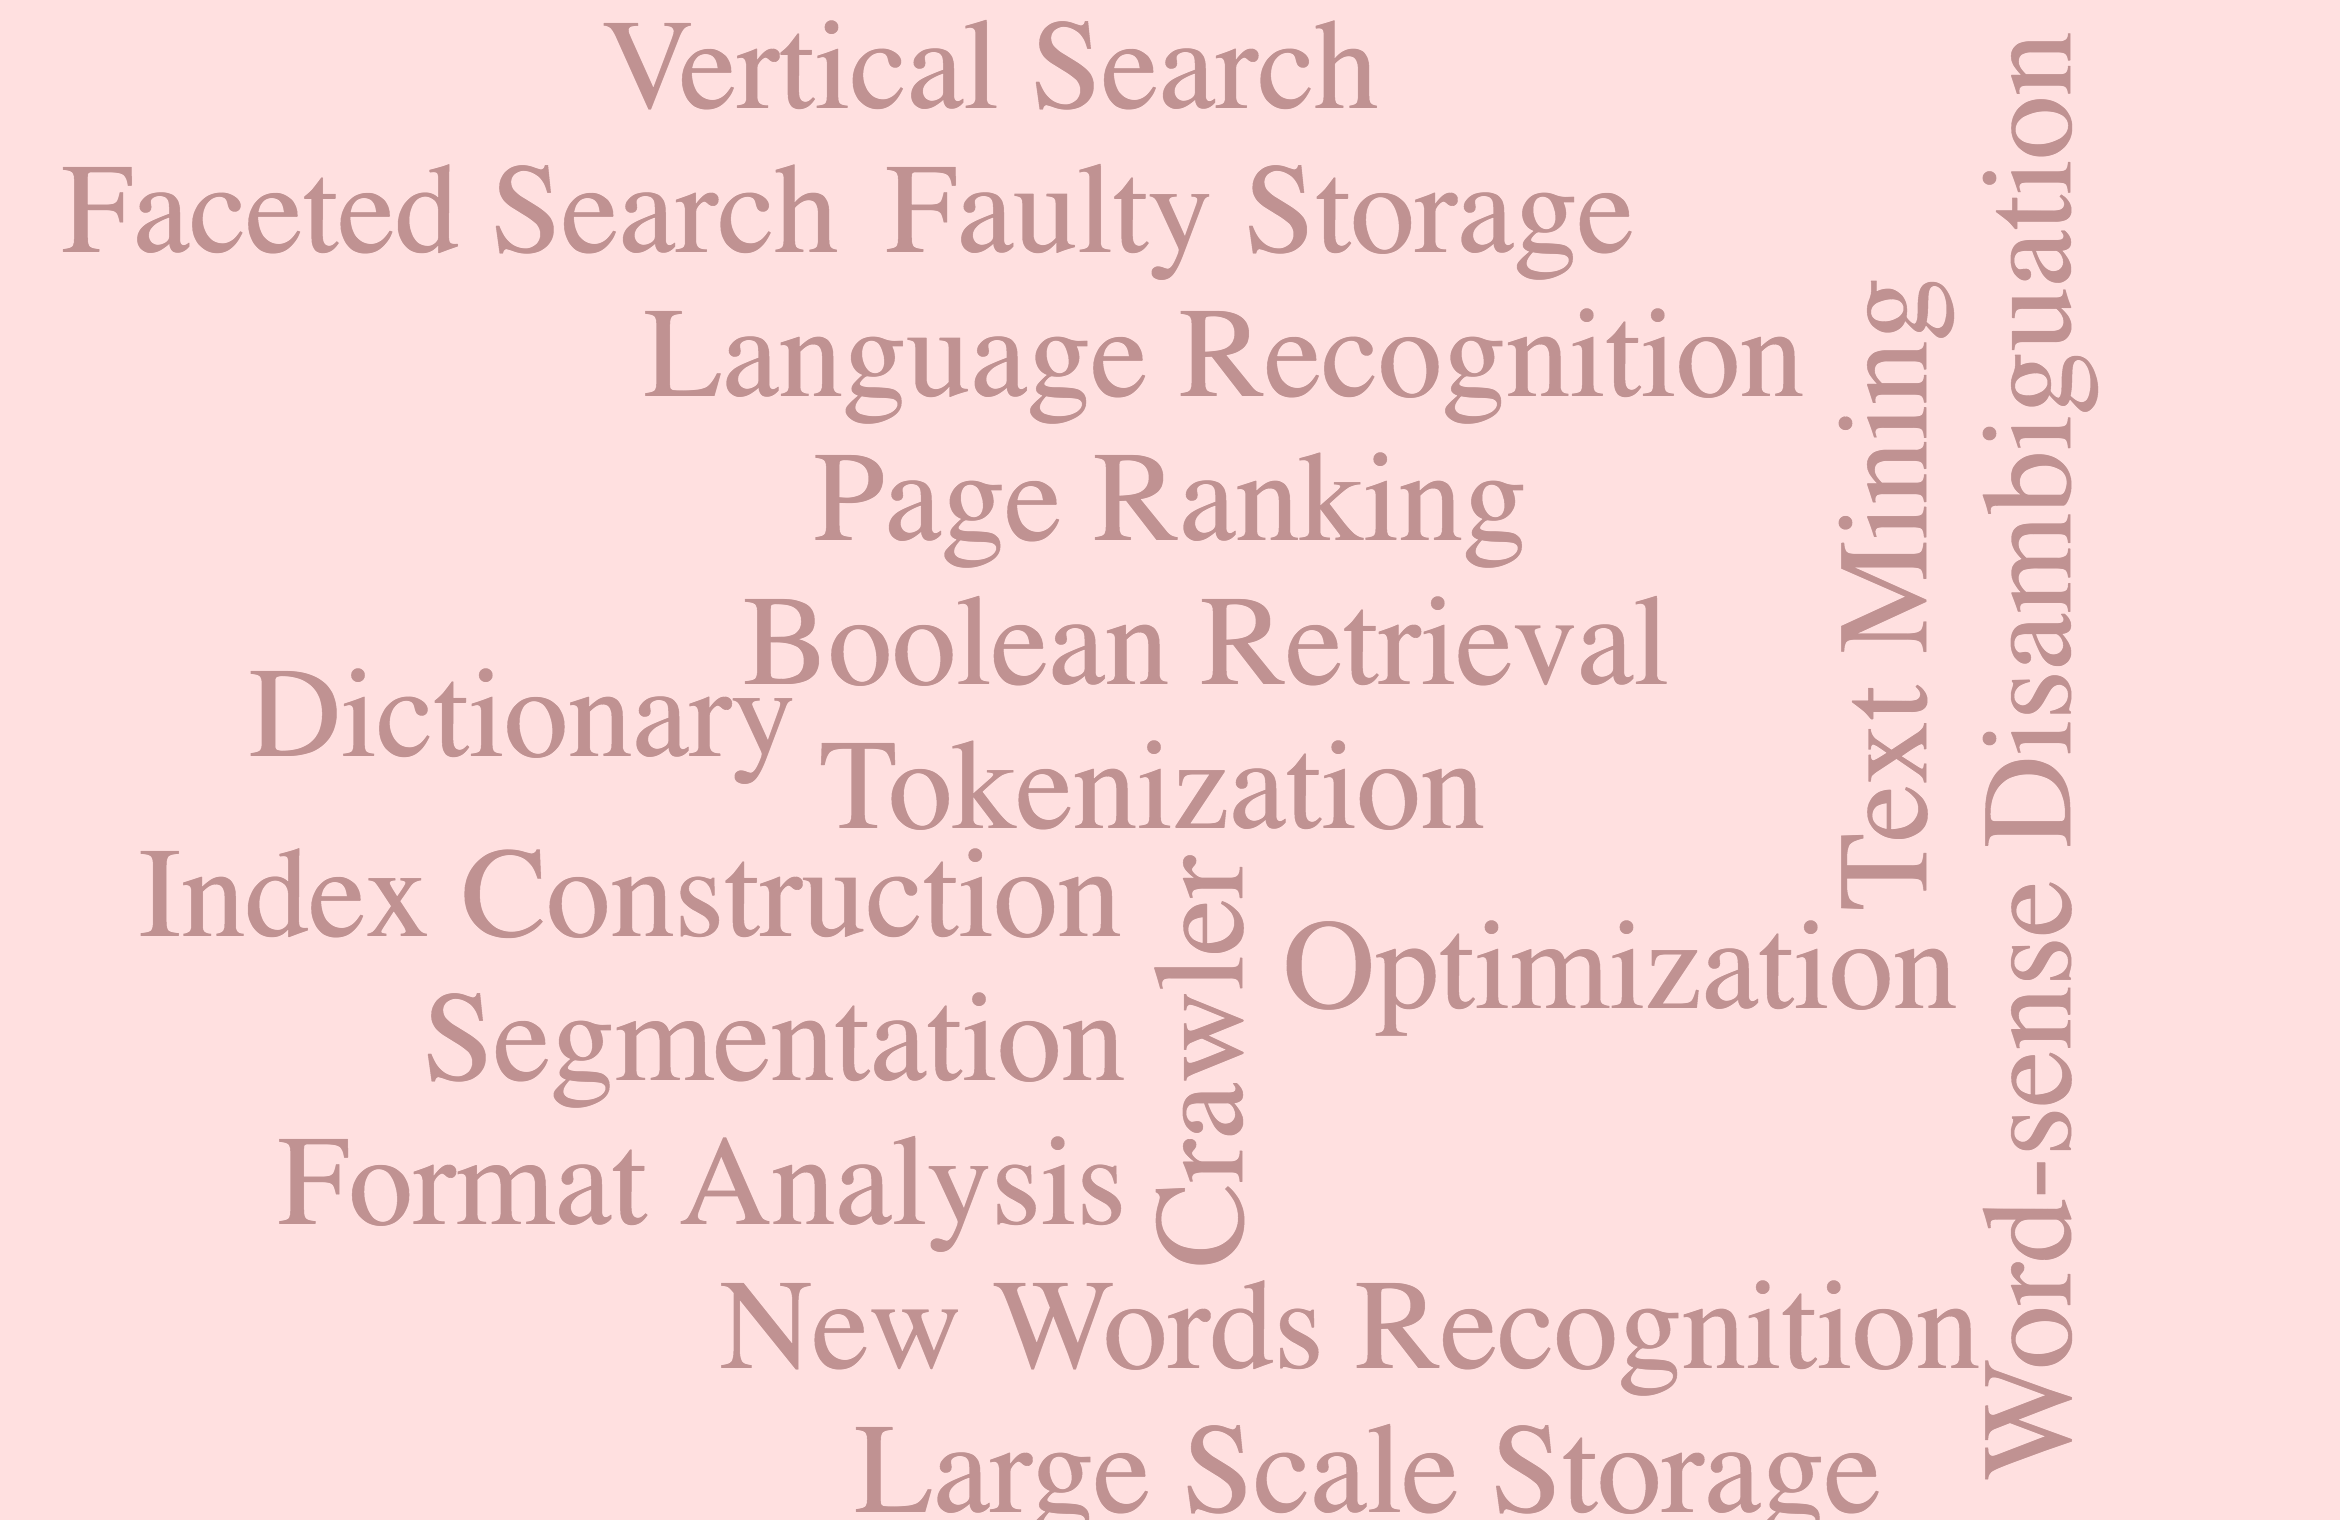 Vertical Search
Faceted Search
Faulty Storage
Language Recognition
Page Ranking
Boolean Retrieval
Dictionary
Tokenization
Index Construction
Optimization
Segmentation
Format Analysis
New Words Recognition
Large Scale Storage
Crawler
Text Mining
Word-sense Disambiguation